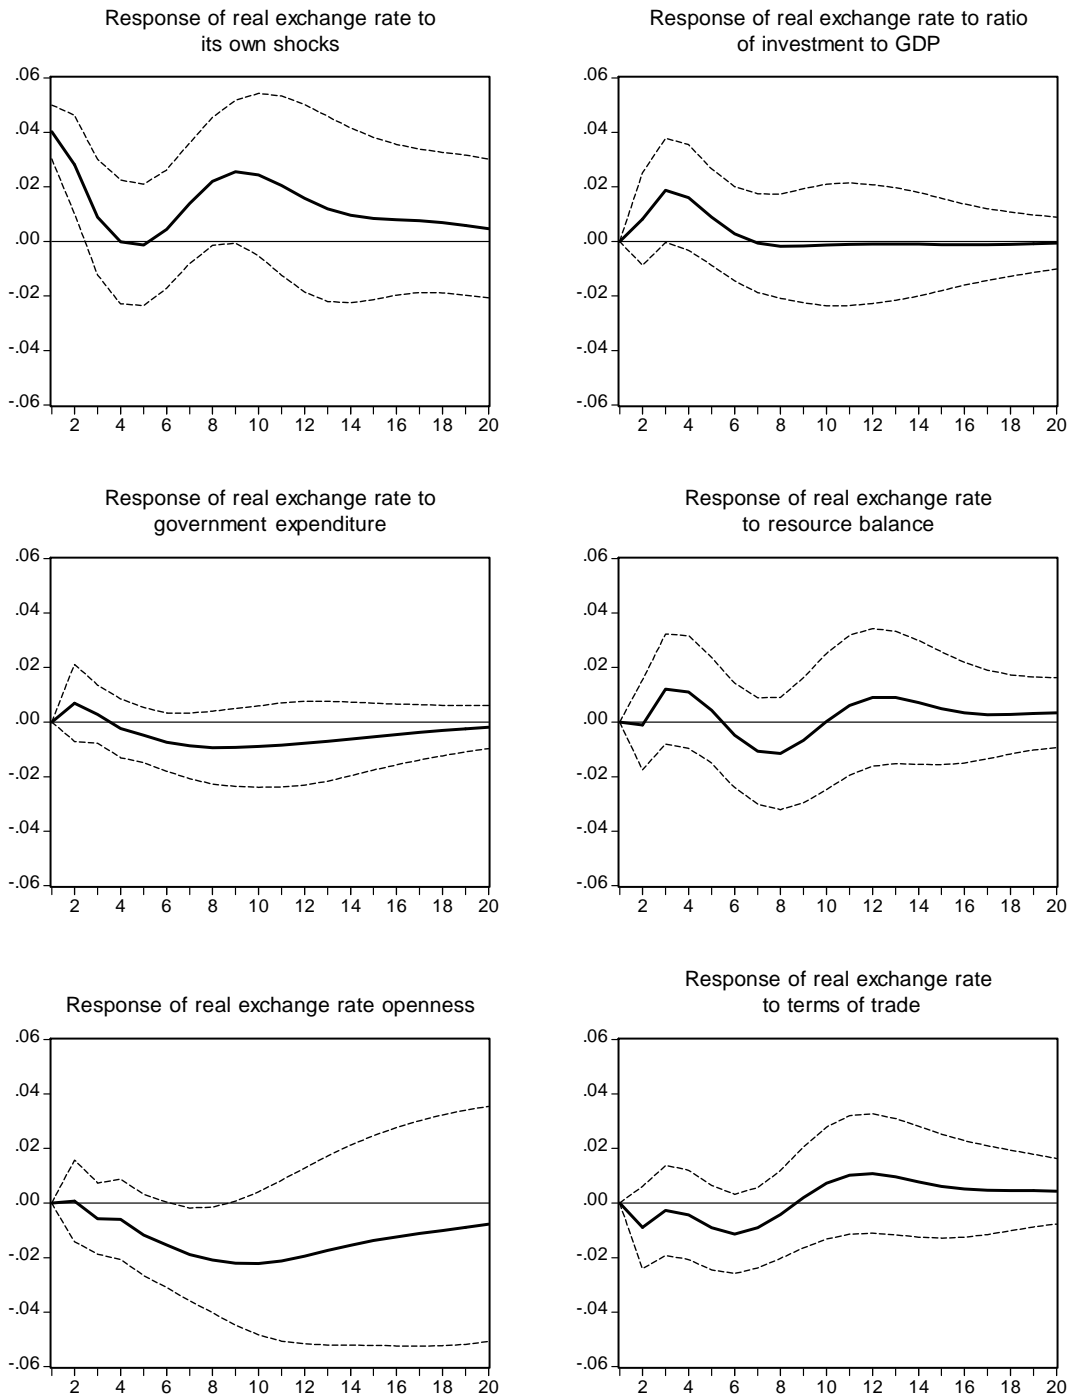 Response of real exchange rate to
its own shocks
.06
.04
.02
.00
-.02
-.04
-.06
2 4 6 8 10 12 14 16 18 20
Response of real exchange rate to ratio
of investment to GDP
.06
.04
.02
.00
-.02
-.04
-.06
2 4 6 8 10 12 14 16 18 20
Response of real exchange rate to
government expenditure
.06
.04
.02
.00
-.02
-.04
-.06
2 4 6 8 10 12 14 16 18 20
Response of real exchange rate
to resource balance
.06
.04
.02
.00
-.02
-.04
-.06
2 4 6 8 10 12 14 16 18 20
Response of real exchange rate openness
.06
.04
.02
.00
-.02
-.04
-.06
2 4 6 8 10 12 14 16 18 20
Response of real exchange rate
to terms of trade
.06
.04
.02
.00
-.02
-.04
-.06
2 4 6 8 10 12 14 16 18 20